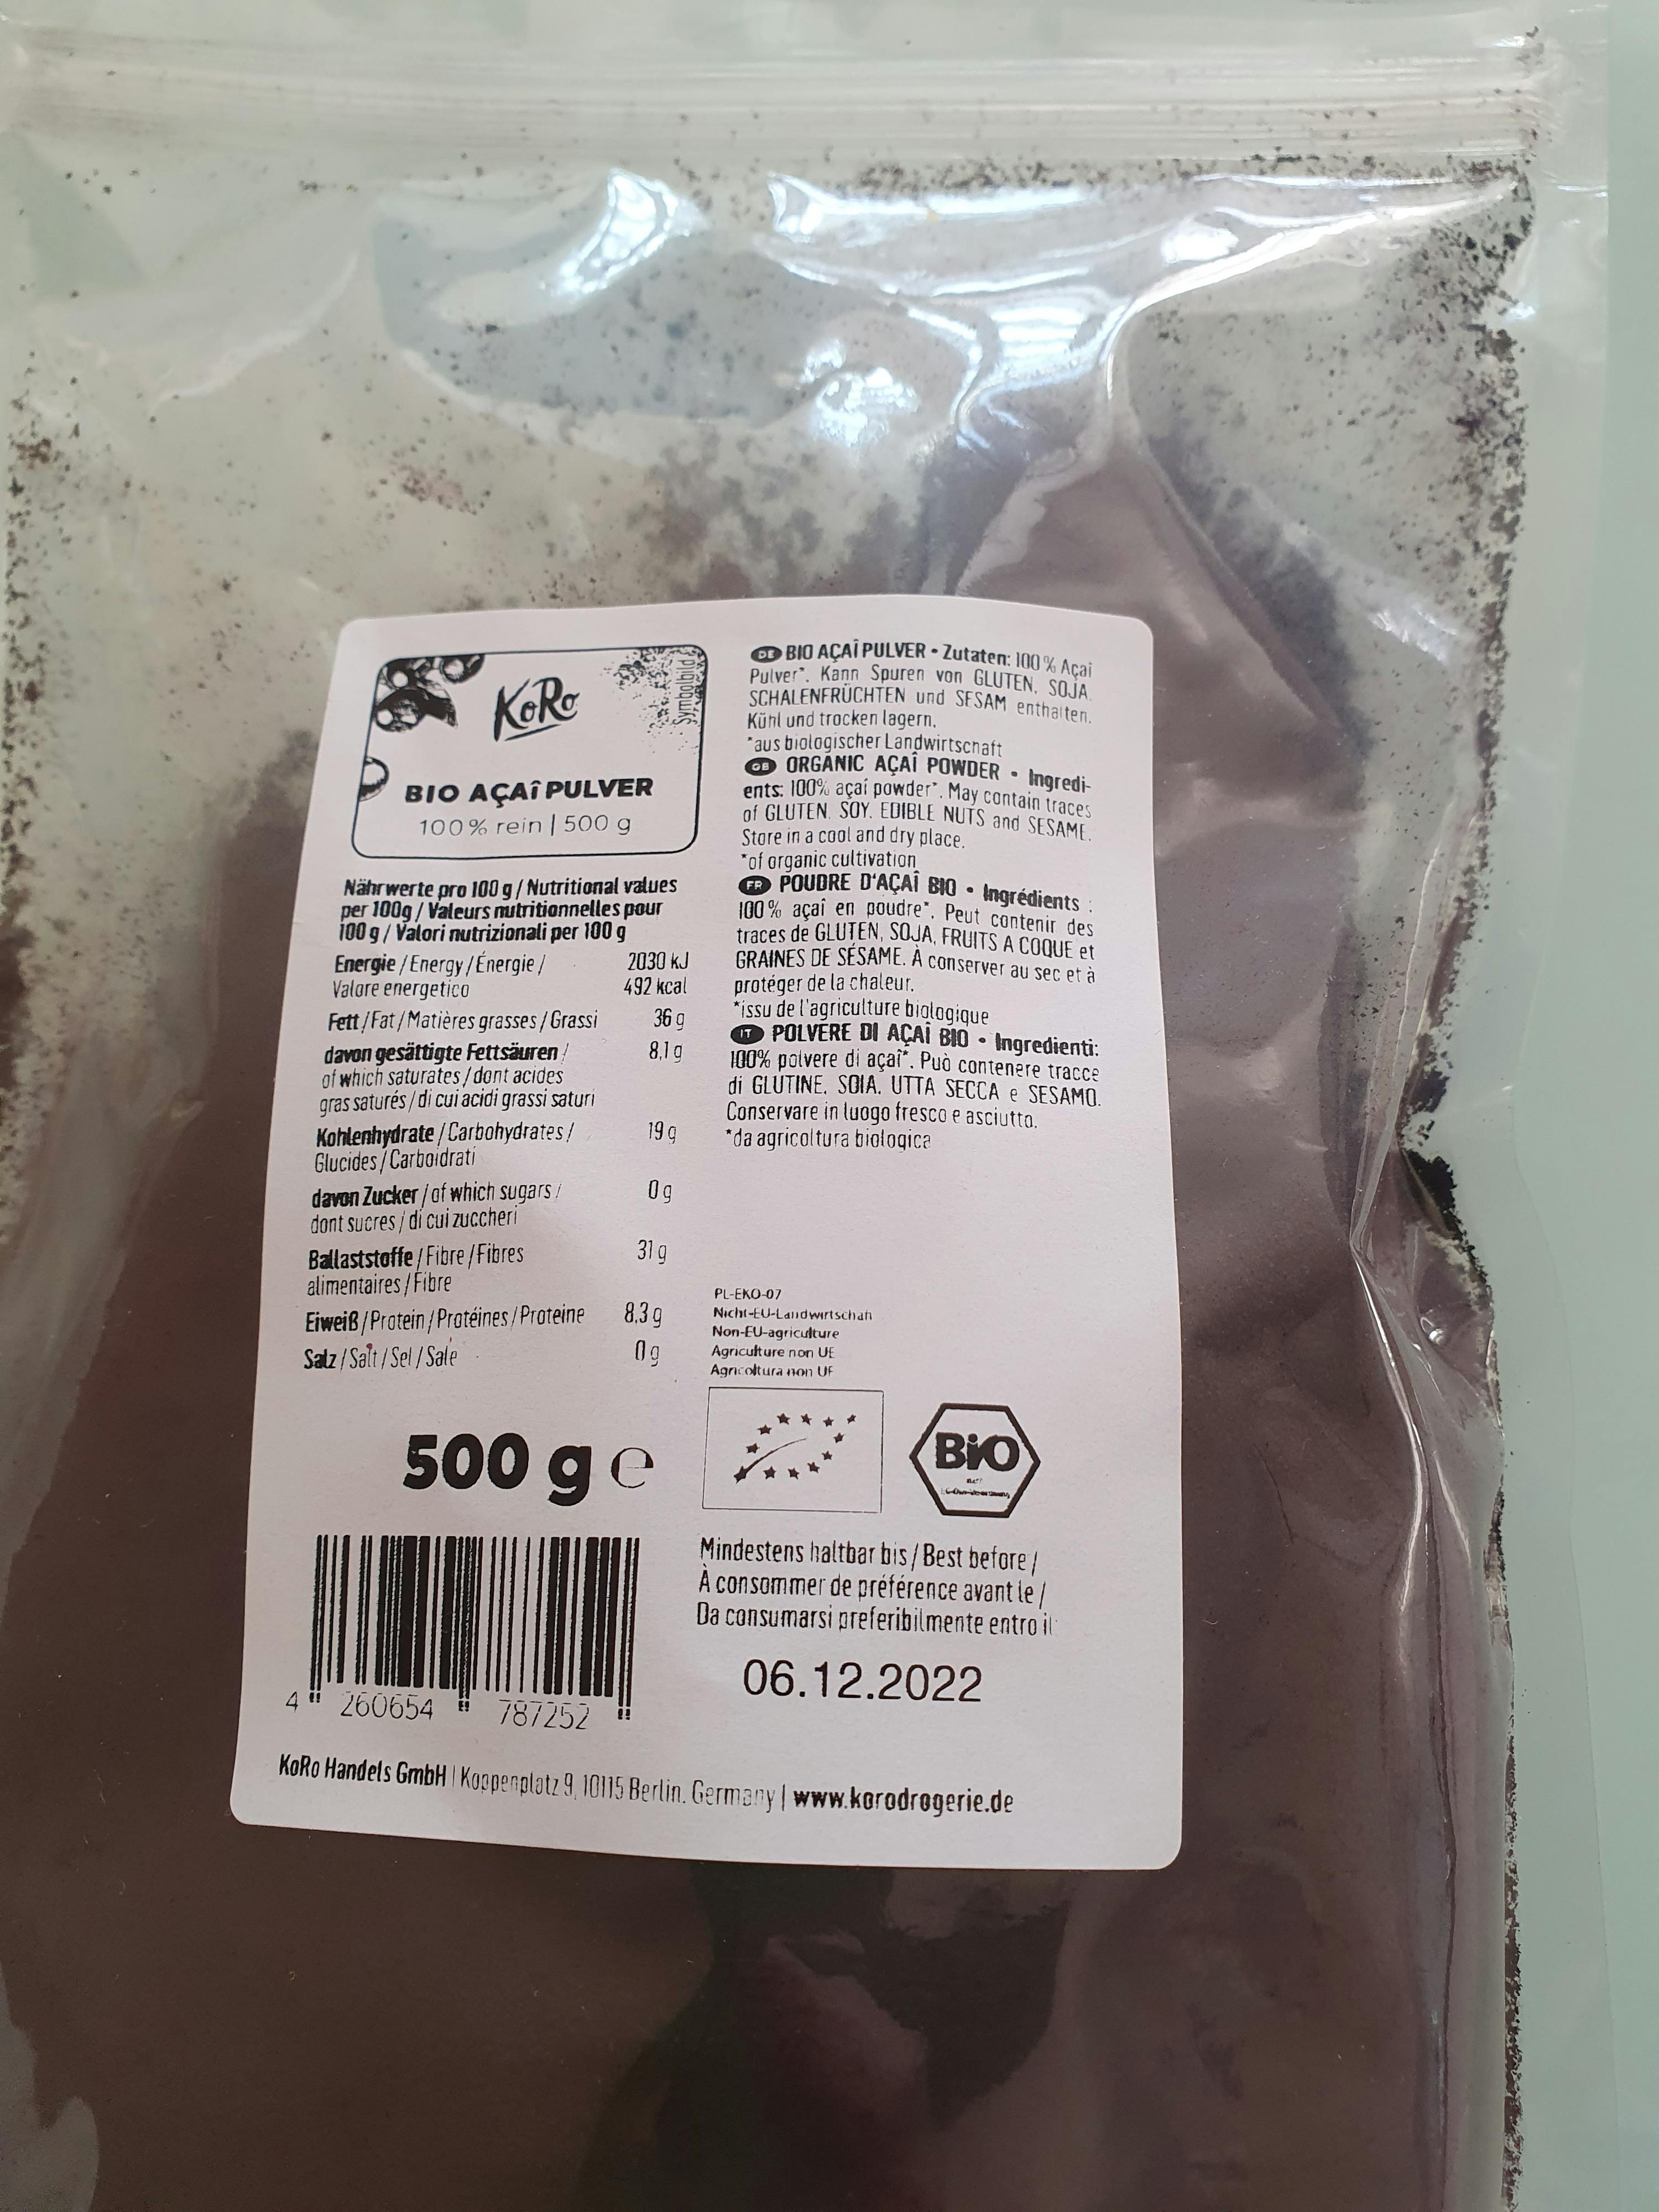 KoRo
Symbolbild
BIO AÇAÎ PULVER
100% rein | 500 g
Nährwerte pro 100 g / Nutritional values
per 100g / Valeurs nutritionnelles pour
100 g / Valori nutrizionali per 100 g
Energie / Energy / Énergie / 2030 kJ
Valore energetico 492 kcal
Fett / Fat / Matières grasses / Grassi 36 g
davon gesättigte Fettsäuren / 8,1 g
of which saturates / dont acides
gras saturés / di cui acidi grassi saturi
Kohlenhydrate / Carbohydrates / 19 g
Glucides / Carboidrati
davon Zucker / of which sugars / 0 g
dont sucres / di cui zuccheri
Ballaststoffe / Fibre / Fibres 31 g
alimentaires / Fibre
Eiweiß / Protein / Protéines / Proteine 8,3 g
Salz / Salt / Sel / Sale 0 g
500 g e
4 260654 787252
DE BIO AÇAÎ PULVER • Zutaten: 100 % Açai
Pulver*. Kann Spuren von GLUTEN, SOJA,
SCHALENFRÜCHTEN und SESAM enthalten.
Kühl und trocken lagern.
*aus biologischer Landwirtschaft
GB ORGANIC AÇAÎ POWDER • Ingredi-
ents: 100% açaí powder*. May contain traces
of GLUTEN, SOY, EDIBLE NUTS and SESAME.
Store in a cool and dry place.
*of organic cultivation
FR POUDRE D'AÇAÎ BIO • Ingrédients :
100 % açaí en poudre*. Peut contenir des
traces de GLUTEN, SOJA, FRUITS A COQUE et
GRAINES DE SÉSAME. À conserver au sec et à
protéger de la chaleur.
*issu de l'agriculture biologique
IT POLVERE DI AÇAÎ BIO • Ingredienti:
100% polvere di açaî*. Può contenere tracce
di GLUTINE, SOIA, UTTA SECCA e SESAMO.
Conservare in luogo fresco e asciutto.
*da agricoltura biologica
PL-EKO-07
Nicht-EU-Landwirtschaft
Non-EU-agriculture
Agriculture non UE
Agricoltura non UE
BiO
Mindestens haltbar bis / Best before /
À consommer de préférence avant le /
Da consumarsi preferibilmente entro il:
06.12.2022
KoRo Handels GmbH | Koppenplatz 9, 10115 Berlin, Germany | www.korodrogerie.de